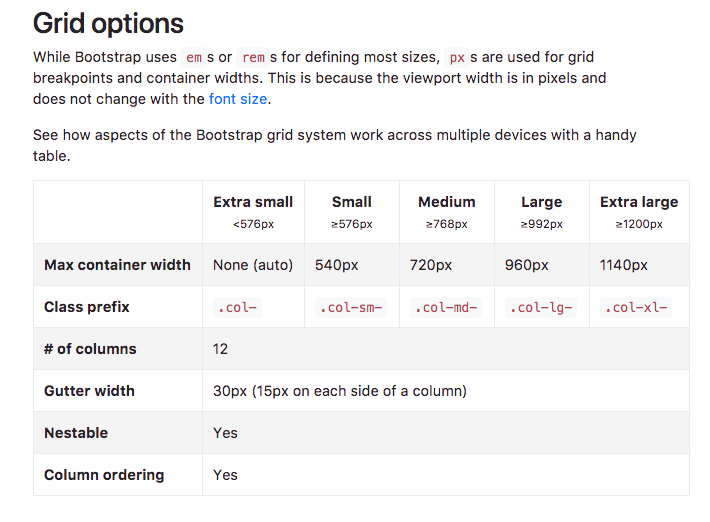 Grid options
While Bootstrap uses em s or rem s for defining most sizes, px s are used for grid
breakpoints and container widths. This is because the viewport width is in pixels and
does not change with the font size.
See how aspects of the Bootstrap grid system work across multiple devices with a handy
table.
Extra small Small Medium Large Extra large
<576px ≥576px ≥768px ≥992px ≥1200px
Max container width None (auto) 540px 720px 960px 1140px
Class prefix .col- .col-sm- .col-md- .col-lg- .col-xl-
# of columns 12
Gutter width 30px (15px on each side of a column)
Nestable Yes
Column ordering Yes